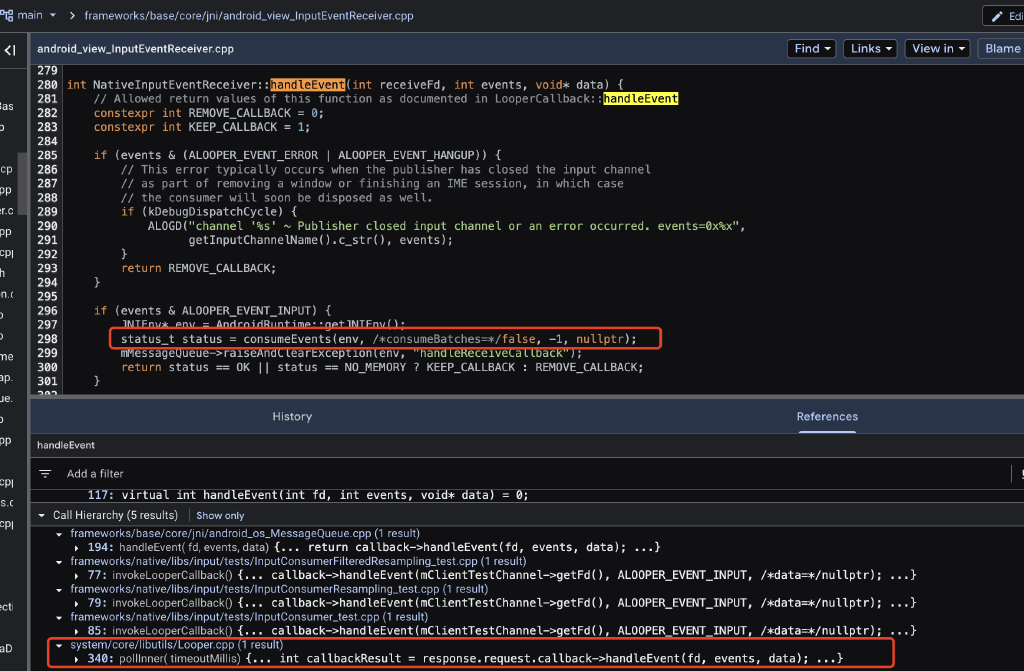 main > frameworks/base/core/jni/android_view_InputEventReceiver.cpp
android_view_InputEventReceiver.cpp Find Links View in Blame
279
280 int NativeInputEventReceiver::handleEvent(int receiveFd, int events, void* data) {
281 // Allowed return values of this function as documented in LooperCallback::handleEvent
282 constexpr int REMOVE_CALLBACK = 0;
283 constexpr int KEEP_CALLBACK = 1;
284
285 if (events & (ALOOPER_EVENT_ERROR | ALOOPER_EVENT_HANGUP)) {
286 // This error typically occurs when the publisher has closed the input channel
287 // as part of removing a window or finishing an IME session, in which case
288 // the consumer will soon be disposed as well.
289 if (kDebugDispatchCycle) {
290 ALOGD("channel '%s' ~ Publisher closed input channel or an error occurred. events=0x%x",
291 getInputChannelName().c_str(), events);
292 }
293 return REMOVE_CALLBACK;
294 }
295
296 if (events & ALOOPER_EVENT_INPUT) {
297 JNIEnv* env = AndroidRuntime::getJNIEnv();
298 status_t status = consumeEvents(env, /*consumeBatches=*/false, -1, nullptr);
299 mMessageQueue->raiseAndClearException(env, "handleReceiveCallback");
300 return status == OK || status == NO_MEMORY ? KEEP_CALLBACK : REMOVE_CALLBACK;
301 }
History References
handleEvent
Add a filter
117: virtual int handleEvent(int fd, int events, void* data) = 0;
Call Hierarchy (5 results) Show only
frameworks/base/core/jni/android_os_MessageQueue.cpp (1 result)
194: handleEvent( fd, events, data) {... return callback->handleEvent(fd, events, data); ...}
frameworks/native/libs/input/tests/InputConsumerFilteredResampling_test.cpp (1 result)
77: invokeLooperCallback() {... callback->handleEvent(mClientTestChannel->getFd(), ALOOPER_EVENT_INPUT, /*data=*/nullptr); ...}
frameworks/native/libs/input/tests/InputConsumerResampling_test.cpp (1 result)
79: invokeLooperCallback() {... callback->handleEvent(mClientTestChannel->getFd(), ALOOPER_EVENT_INPUT, /*data=*/nullptr); ...}
frameworks/native/libs/input/tests/InputConsumer_test.cpp (1 result)
85: invokeLooperCallback() {... callback->handleEvent(mClientTestChannel->getFd(), ALOOPER_EVENT_INPUT, /*data=*/nullptr); ...}
system/core/libutils/Looper.cpp (1 result)
340: pollInner( timeoutMillis) {... int callbackResult = response.request.callback->handleEvent(fd, events, data); ...}